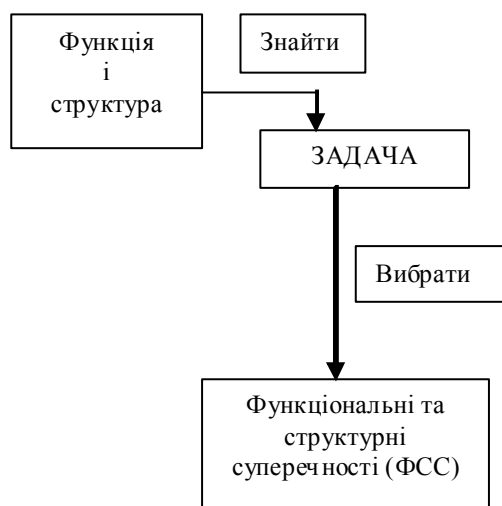 Функція
і
структура
Знайти
ЗАДАЧА
Вибрати
Функціональні та
структурні
суперечності (ФСС)